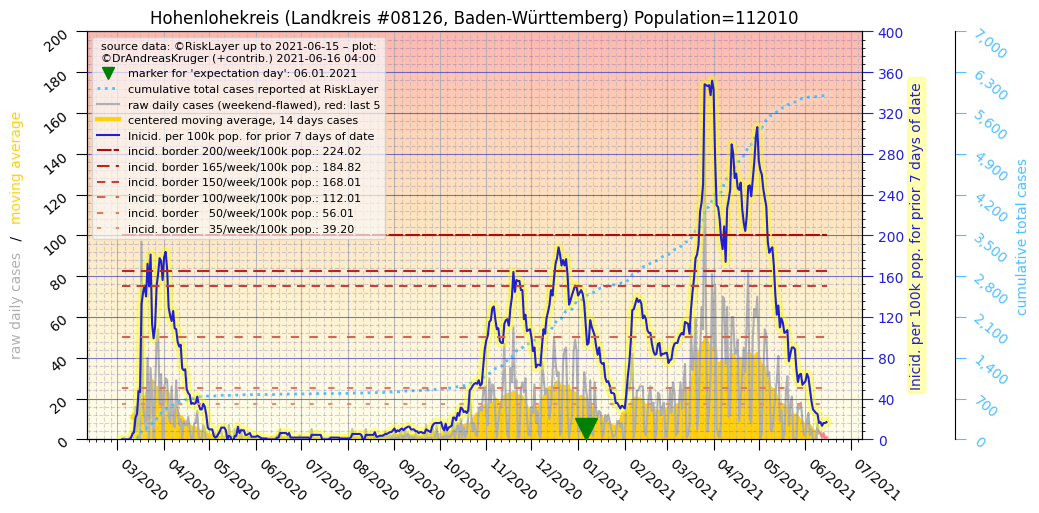 Hohenlohekreis (Landkreis #08126, Baden-Württemberg) Population=112010
source data: ©RiskLayer up to 2021-06-15 – plot:
©DrAndreasKruger (+contrib.) 2021-06-16 04:00
marker for 'expectation day': 06.01.2021
cumulative total cases reported at RiskLayer
raw daily cases (weekend-flawed), red: last 5
centered moving average, 14 days cases
Inicid. per 100k pop. for prior 7 days of date
incid. border 200/week/100k pop.: 224.02
incid. border 165/week/100k pop.: 184.82
incid. border 150/week/100k pop.: 168.01
incid. border 100/week/100k pop.: 112.01
incid. border   50/week/100k pop.: 56.01
incid. border   35/week/100k pop.: 39.20
raw daily cases / moving average
200
180
160
140
120
100
80
60
40
20
0
400
360
320
280
240
200
160
120
80
40
0
Inicid. per 100k pop. for prior 7 days of date
7,000
6,300
5,600
4,900
4,200
3,500
2,800
2,100
1,400
700
0
cumulative total cases
03/2020
04/2020
05/2020
06/2020
07/2020
08/2020
09/2020
10/2020
11/2020
12/2020
01/2021
02/2021
03/2021
04/2021
05/2021
06/2021
07/2021